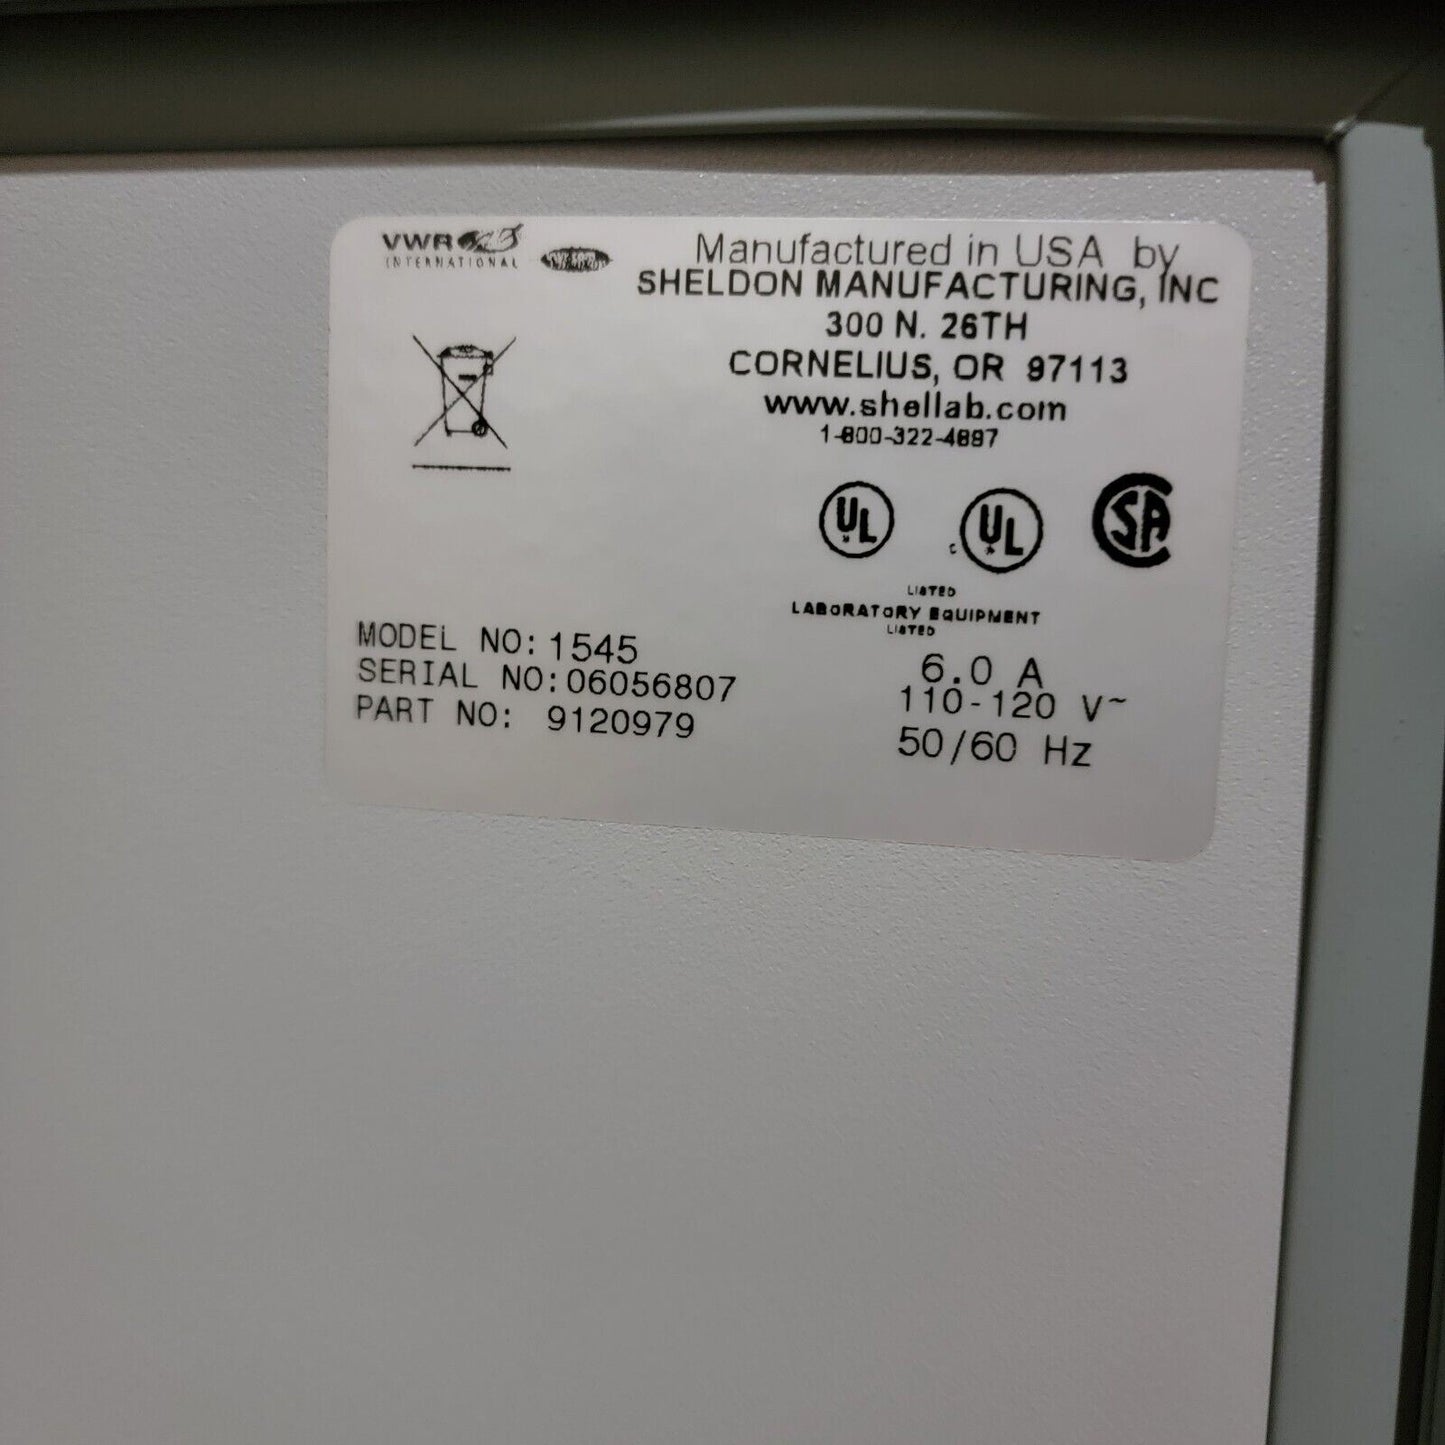 VWR
INTERNATIONAL
Manufactured in USA by
SHELDON MANUFACTURING, INC
300 N. 26TH
CORNELIUS, OR 97113
www.shellab.com
1-800-322-4897
UL
C UL
SA
LISTED
LABORATORY EQUIPMENT
LISTED
MODEL NO: 1545
SERIAL NO: 06056807
PART NO: 9120979
6.0 A
110-120 V~
50/60 Hz